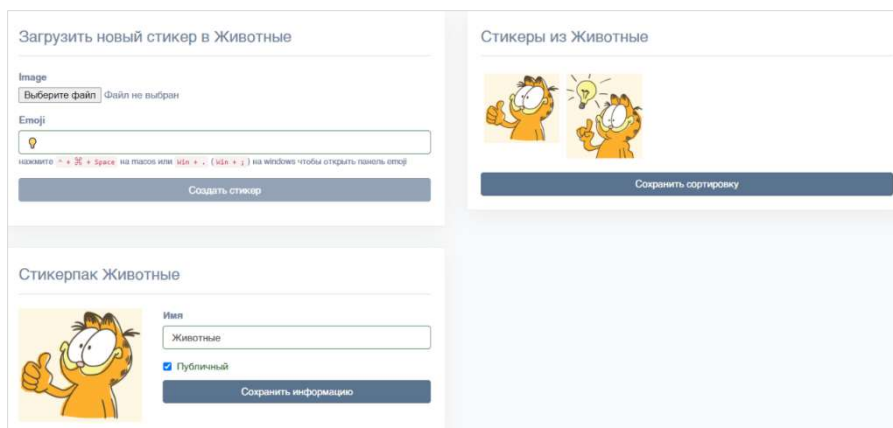 Загрузить новый стикер в Животные
Image
Выберите файл Файл не выбран
Emoji
💡
нажмите ⌃ + ⌘ + Space на macos или Win + . ( Win + ; ) на windows чтобы открыть панель emoji
Создать стикер
Стикеры из Животные
Сохранить сортировку
Стикерпак Животные
Имя
Животные
Публичный
Сохранить информацию